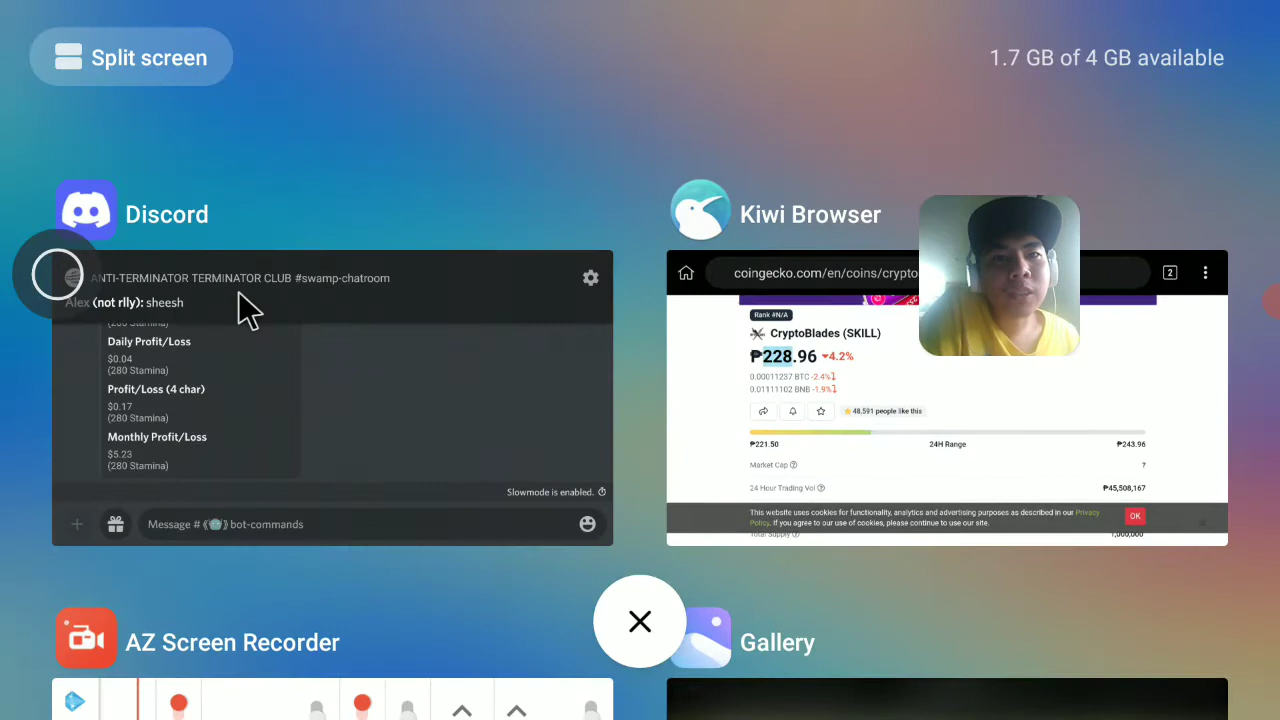 Split screen
1.7 GB of 4 GB available
Discord
Kiwi Browser
ANTI-TERMINATOR TERMINATOR CLUB #swamp-chatroom
Alex (not rlly): sheesh
(280 Stamina)
Daily Profit/Loss
$0.04
(280 Stamina)
Profit/Loss (4 char)
$0.17
(280 Stamina)
Monthly Profit/Loss
$5.23
(280 Stamina)
Slowmode is enabled.
Message # bot-commands
coingecko.com/en/coins/crypto
2
Rank #N/A
CryptoBlades (SKILL)
₱228.96 4.2%
0.00011237 BTC -2.4%
0.01111102 BNB -1.9%
48,591 people like this
₱221.50 24H Range ₱243.96
Market Cap ?
24 Hour Trading Vol ₱45,508,167
This website uses cookies for functionality, analytics and advertising purposes as described in our Privacy
Policy. If you agree to our use of cookies, please continue to use our site.
OK
Total Supply 1,000,000
AZ Screen Recorder
Gallery